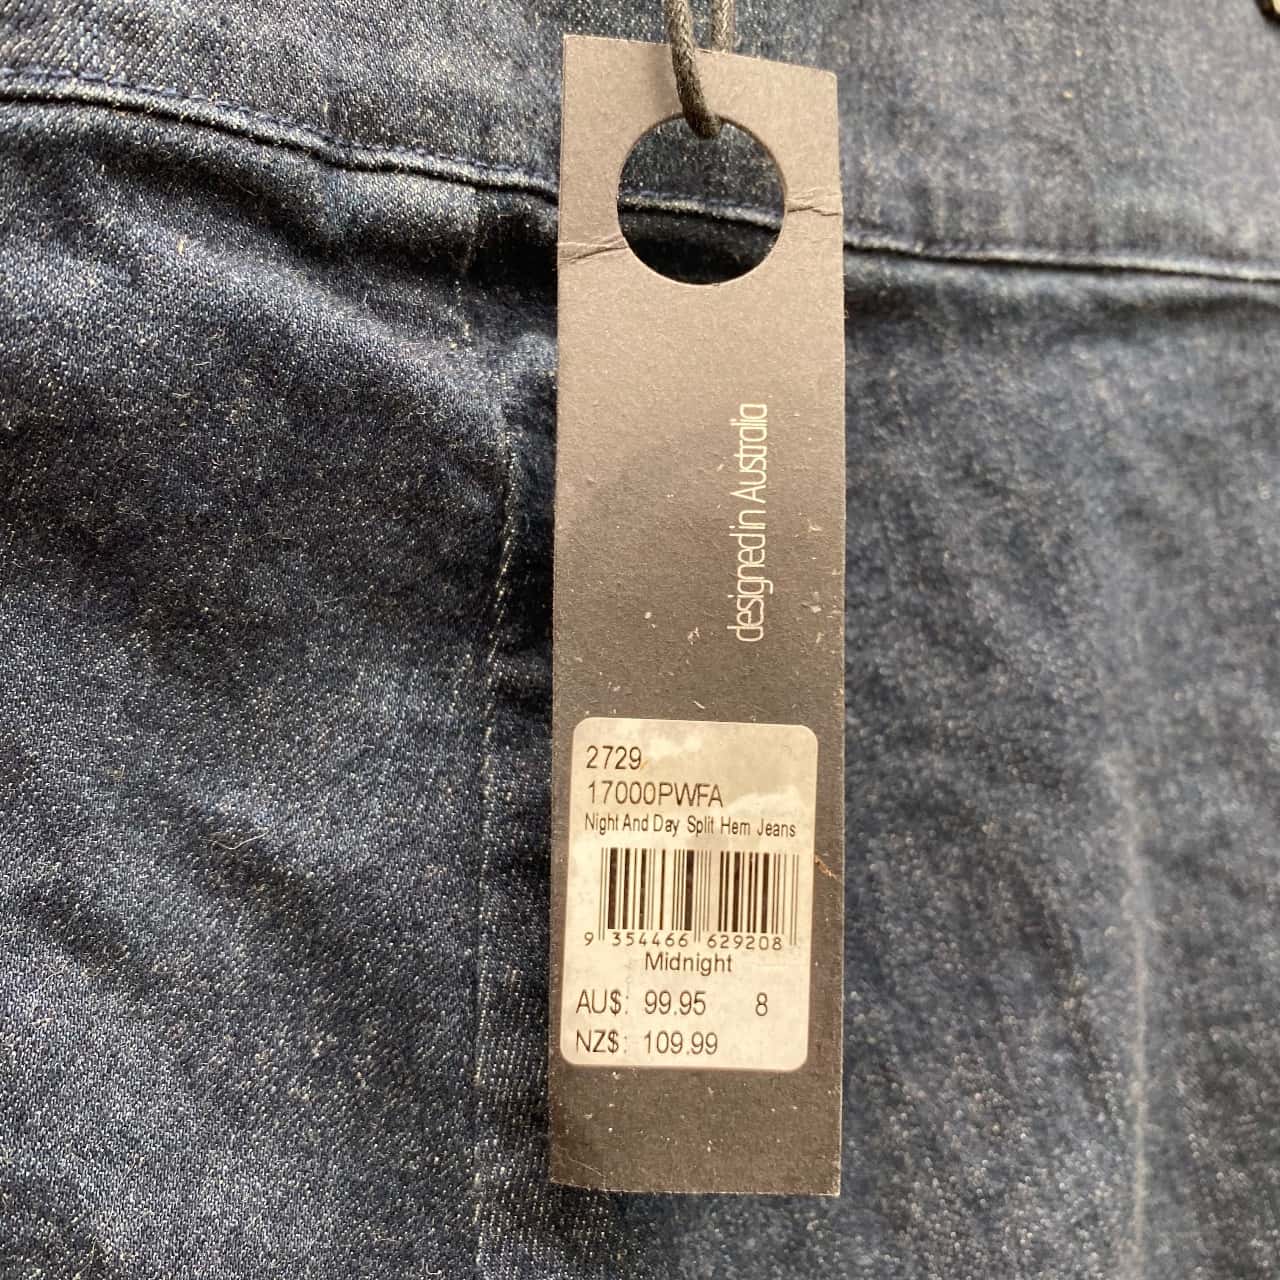 designed in Australia
2729
17000PWFA
Night And Day Split Hem Jeans
9 354466 629208
Midnight
AU$: 99.95 8
NZ$: 109.99